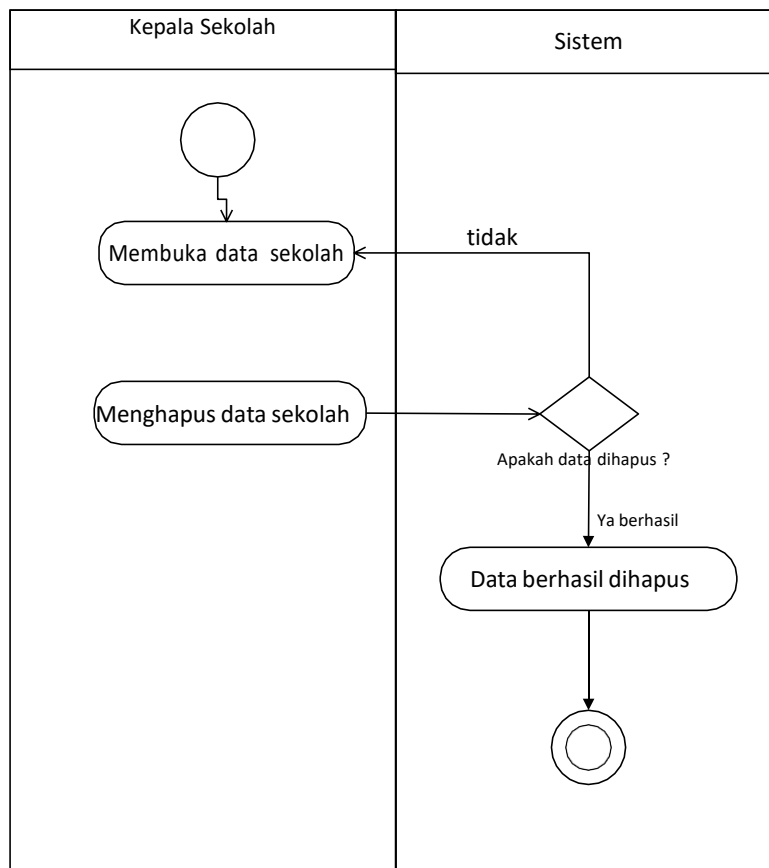 Kepala Sekolah
Sistem
Membuka data sekolah
tidak
Menghapus data sekolah
Apakah data dihapus ?
Ya berhasil
Data berhasil dihapus